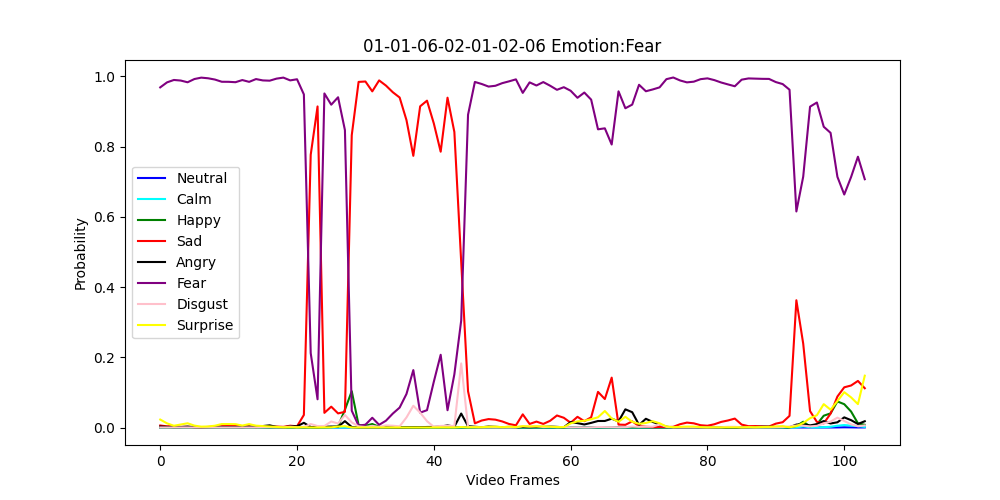 01-01-06-02-01-02-06 Emotion:Fear
Probability
1.0
0.8
0.6
0.4
0.2
0.0
Neutral
Calm
Happy
Sad
Angry
Fear
Disgust
Surprise
0 20 40 60 80 100
Video Frames